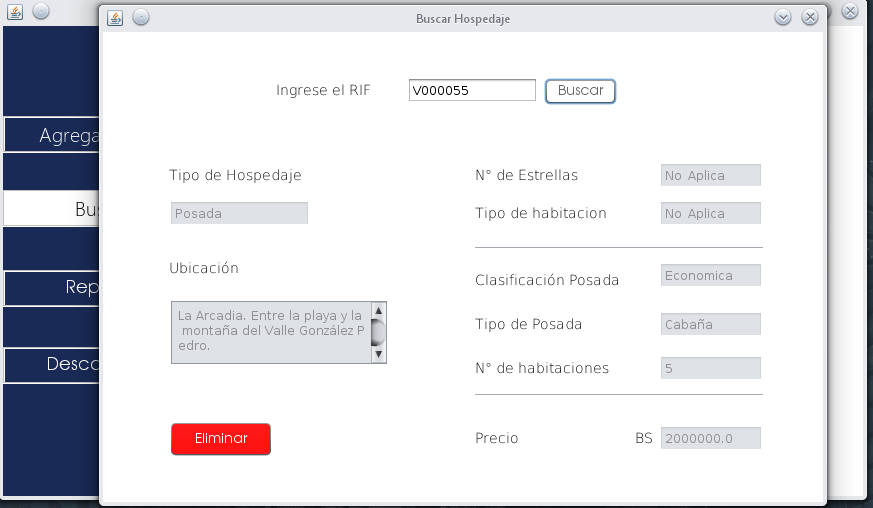 Buscar Hospedaje
Ingrese el RIF
V000055
Buscar
Agrega
Bus
Rep
Desco
Tipo de Hospedaje
Posada
Ubicación
La Arcadia. Entre la playa y la
montaña del Valle González P
edro.
Eliminar
N° de Estrellas
No Aplica
Tipo de habitacion
No Aplica
Clasificación Posada
Economica
Tipo de Posada
Cabaña
N° de habitaciones
5
Precio
BS
2000000.0